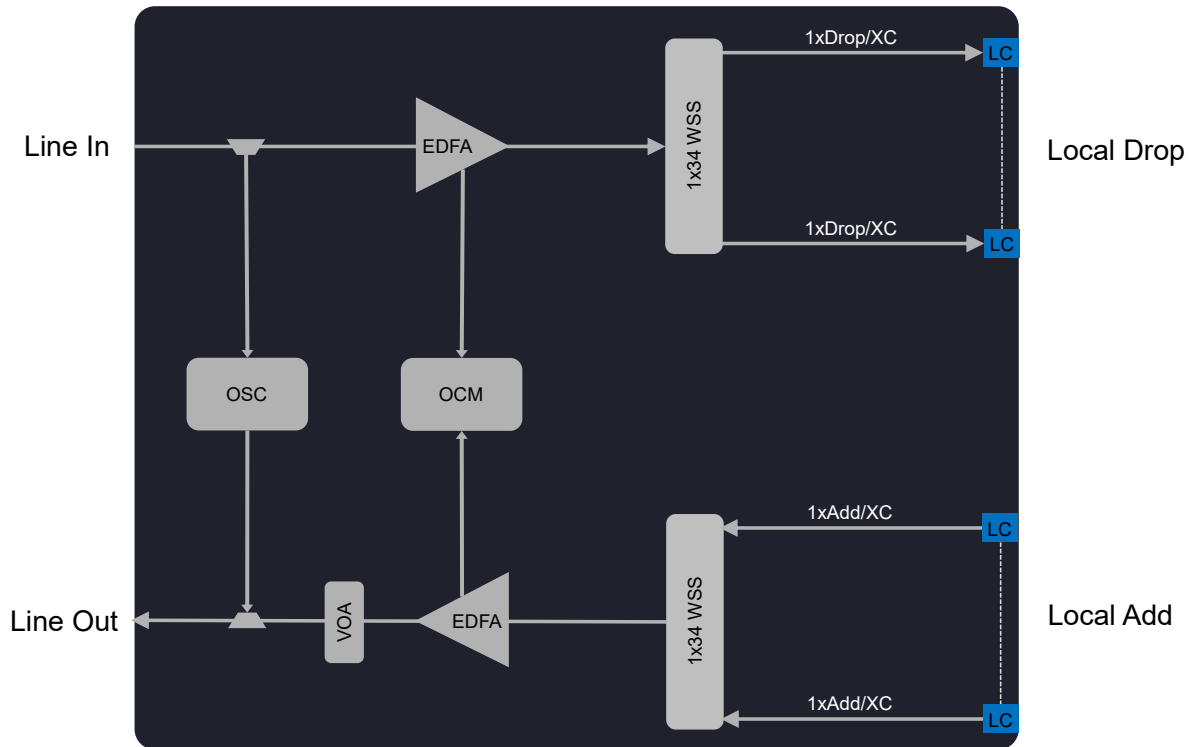 1xDrop/XC
LC
Line In
EDFA
1x34 WSS
Local Drop
1xDrop/XC
LC
OSC
OCM
1xAdd/XC
LC
Line Out
VOA
EDFA
1x34 WSS
Local Add
1xAdd/XC
LC